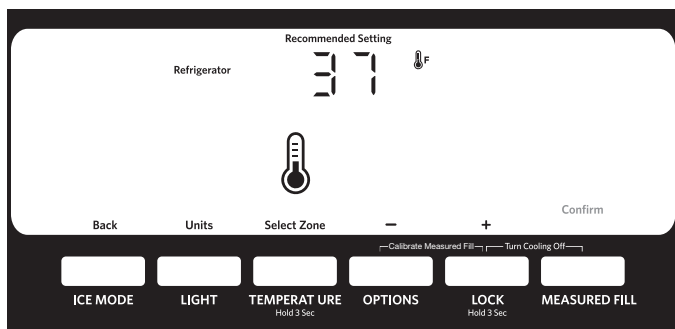 Recommended Setting
Refrigerator
37
F
Confirm
Back Units Select Zone − +
Calibrate Measured Fill Turn Cooling Off
ICE MODE LIGHT TEMPERAT URE OPTIONS LOCK MEASURED FILL
Hold 3 Sec Hold 3 Sec